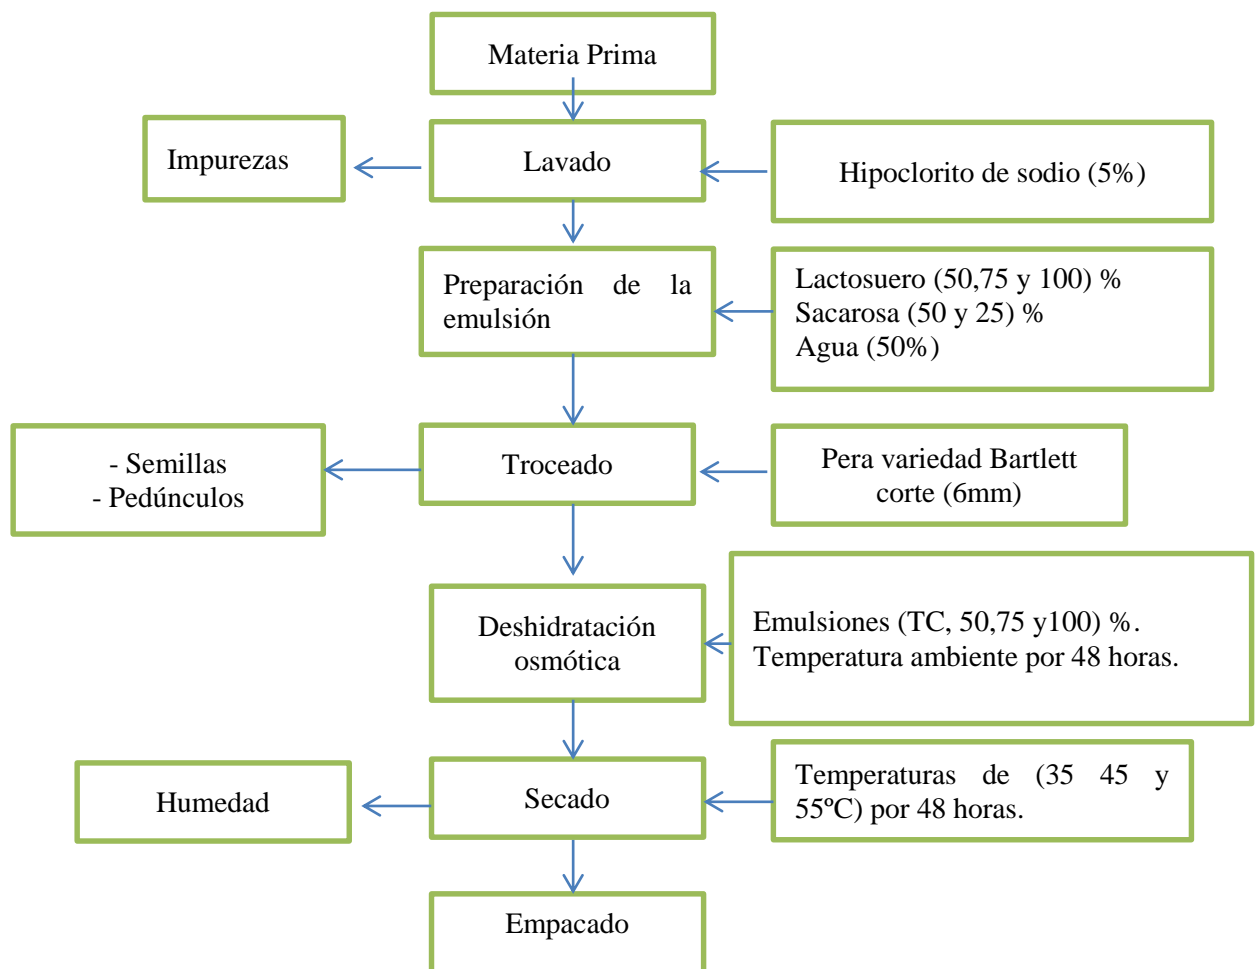 Materia Prima
Impurezas
Lavado
Hipoclorito de sodio (5%)
Preparación de la
emulsión
Lactosuero (50,75 y 100) %
Sacarosa (50 y 25) %
Agua (50%)
- Semillas
- Pedúnculos
Troceado
Pera variedad Bartlett
corte (6mm)
Deshidratación
osmótica
Emulsiones (TC, 50,75 y100) %.
Temperatura ambiente por 48 horas.
Humedad
Secado
Temperaturas de (35 45 y
55ºC) por 48 horas.
Empacado